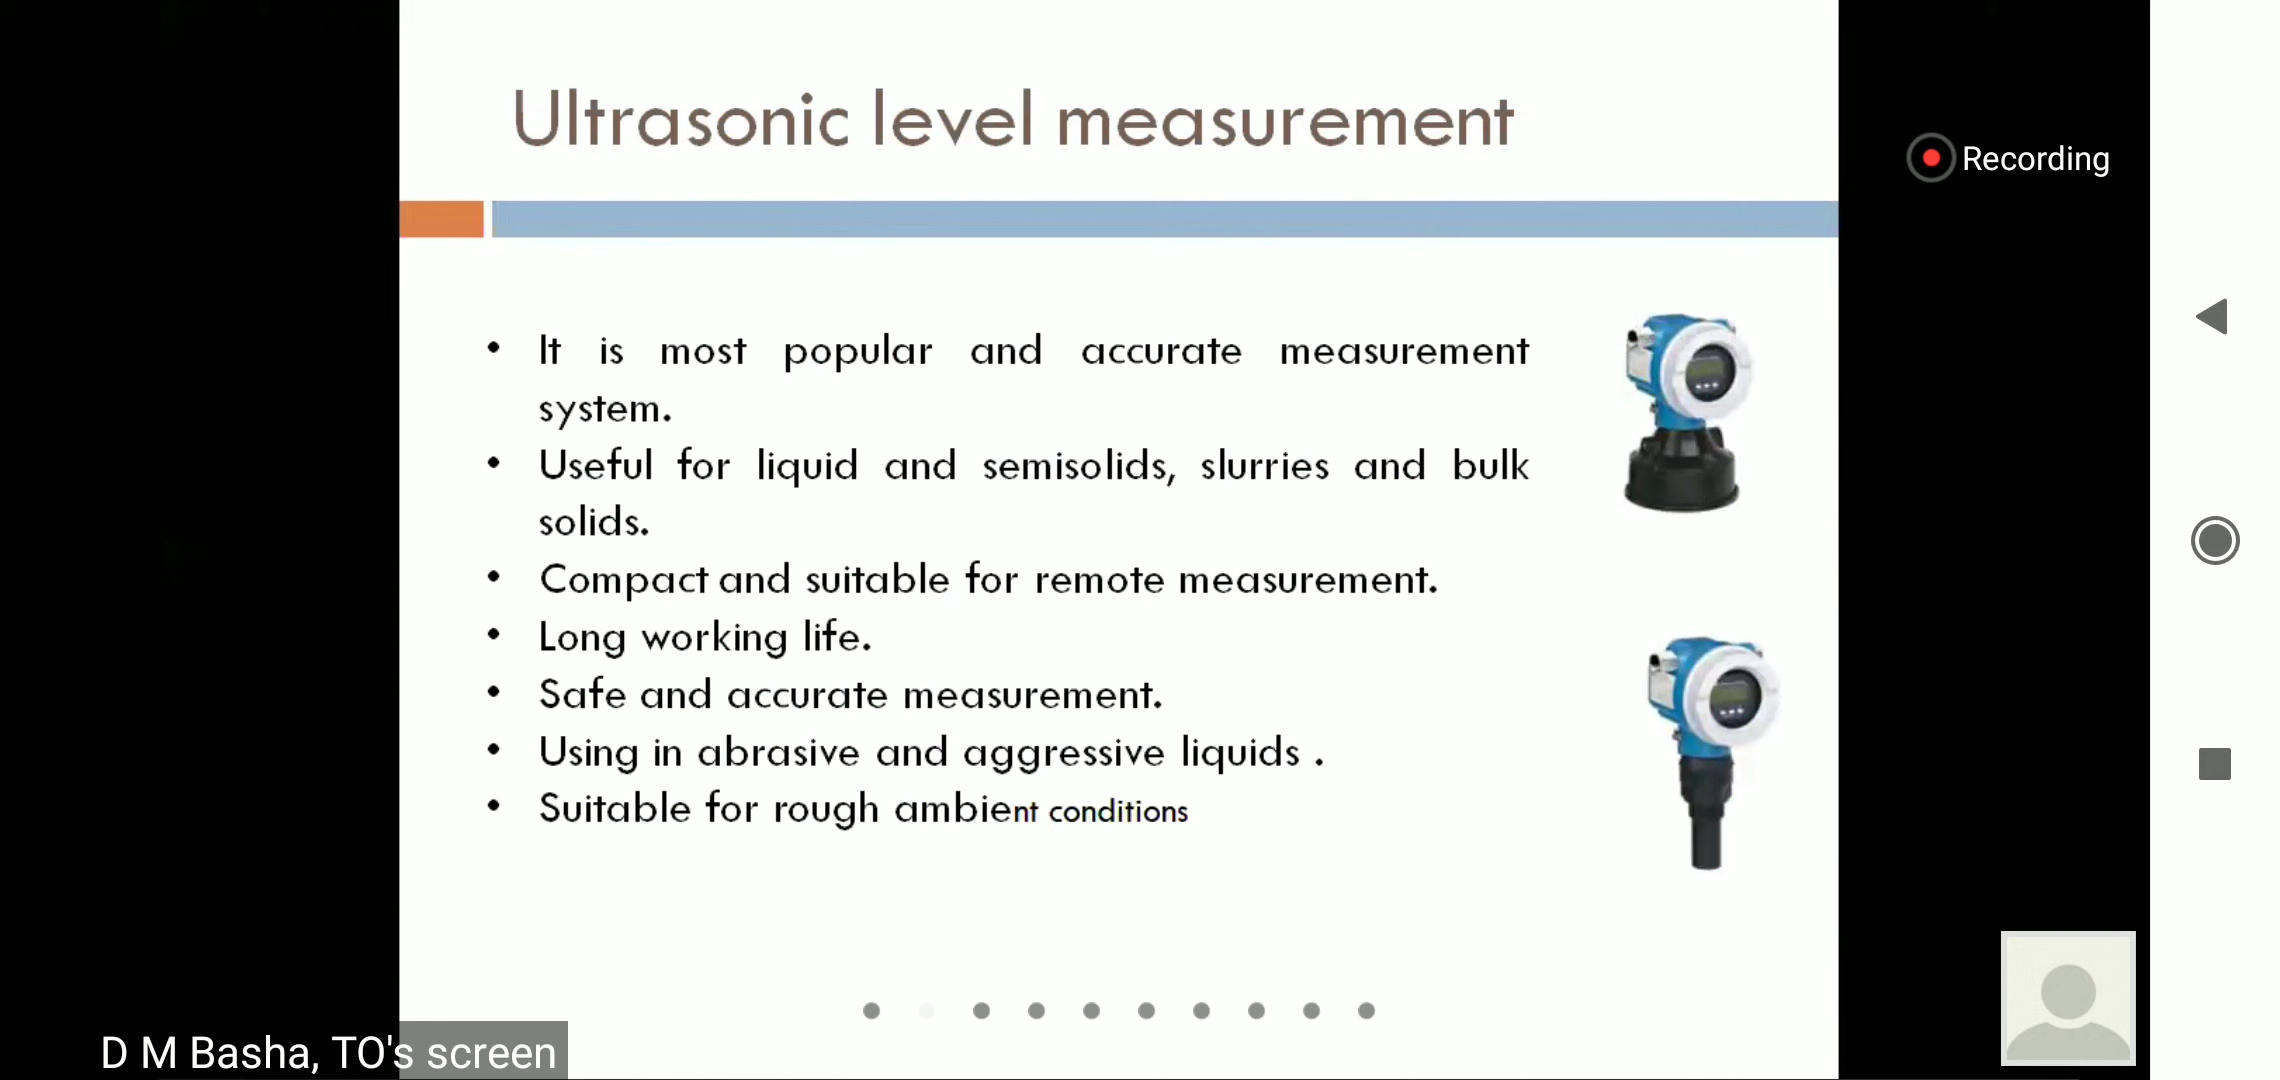 Ultrasonic level measurement
Recording
• It is most popular and accurate measurement
system.
• Useful for liquid and semisolids, slurries and bulk
solids.
• Compact and suitable for remote measurement.
• Long working life.
• Safe and accurate measurement.
• Using in abrasive and aggressive liquids .
• Suitable for rough ambient conditions
D M Basha, TO's screen